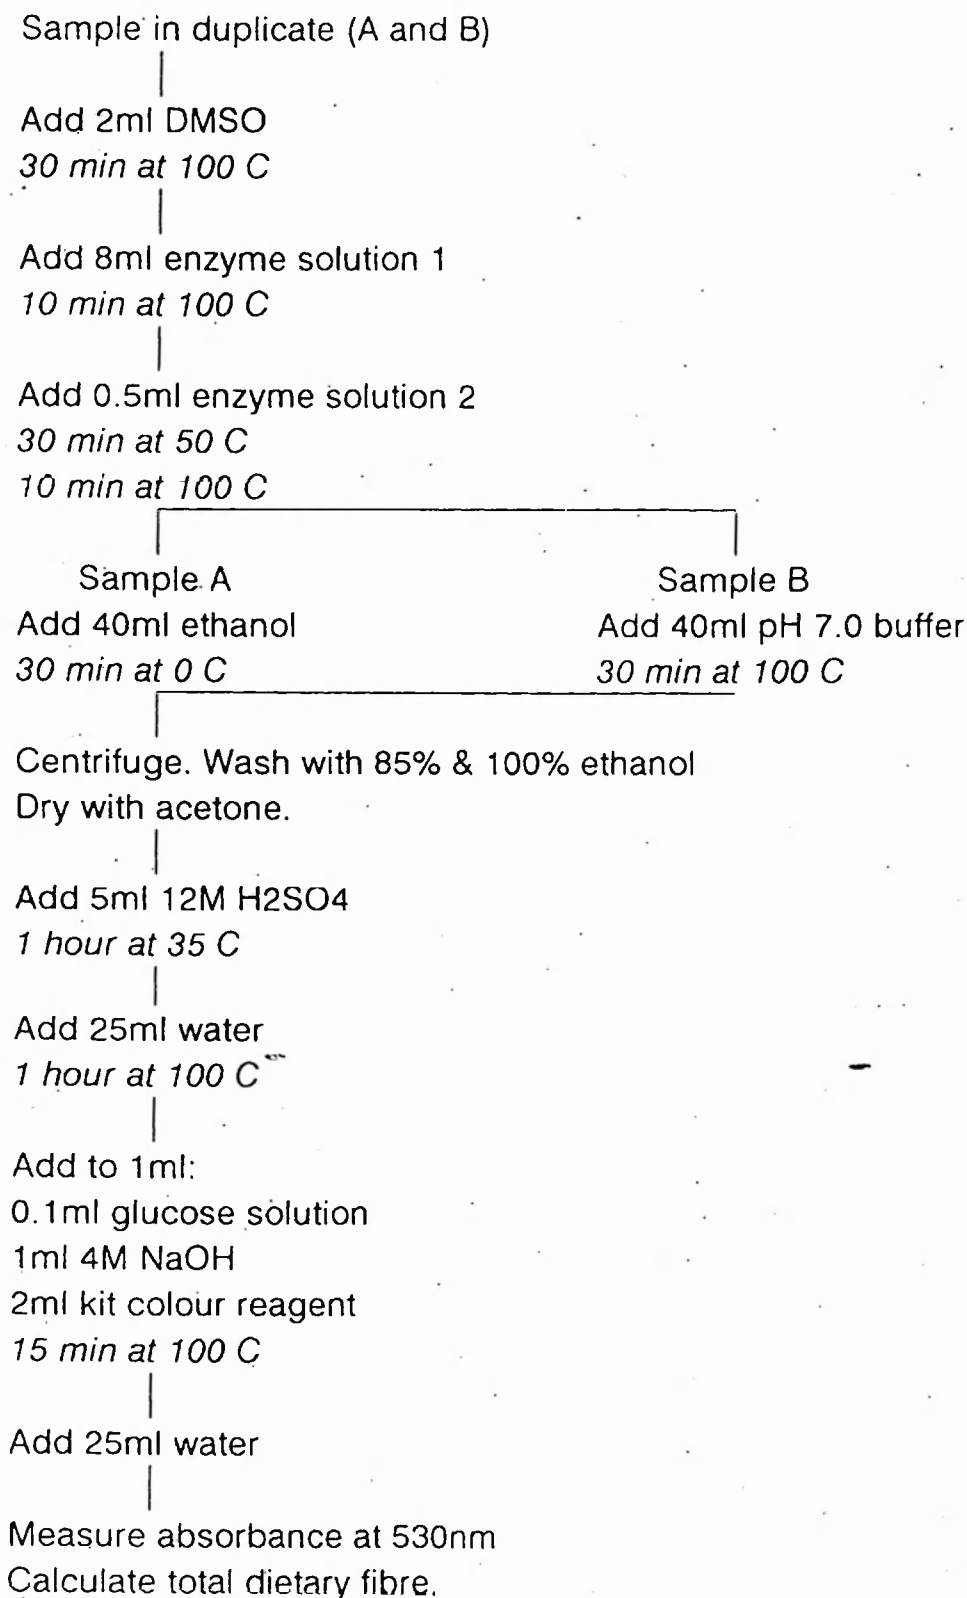 Sample in duplicate (A and B)
Add 2ml DMSO
30 min at 100 C
Add 8ml enzyme solution 1
10 min at 100 C
Add 0.5ml enzyme solution 2
30 min at 50 C
10 min at 100 C
Sample A
Add 40ml ethanol
30 min at 0 C
Sample B
Add 40ml pH 7.0 buffer
30 min at 100 C
Centrifuge. Wash with 85% & 100% ethanol
Dry with acetone.
Add 5ml 12M H2SO4
1 hour at 35 C
Add 25ml water
1 hour at 100 C
Add to 1ml:
0.1ml glucose solution
1ml 4M NaOH
2ml kit colour reagent
15 min at 100 C
Add 25ml water
Measure absorbance at 530nm
Calculate total dietary fibre.